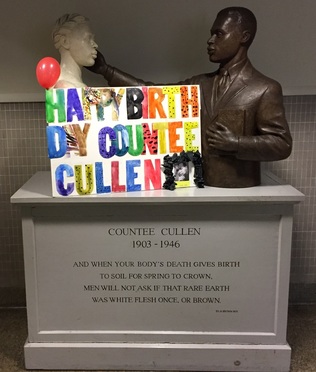 HAPPY BIRTH
DAY COUNTEE
CULLEN
COUNTEE CULLEN
1903 - 1946
AND WHEN YOUR BODY'S DEATH GIVES BIRTH
TO SOIL FOR SPRING TO CROWN,
MEN WILL NOT ASK IF THAT RARE EARTH
WAS WHITE FLESH ONCE, OR BROWN.